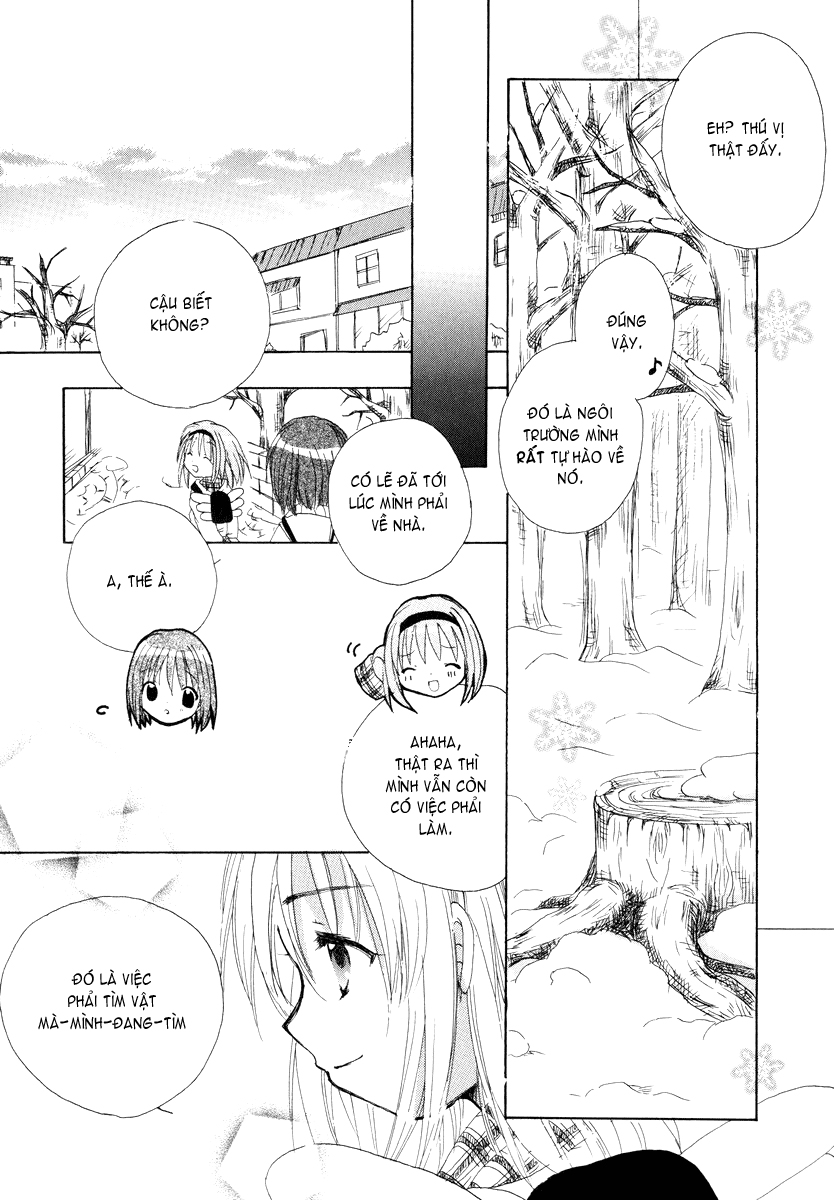 EH? THÚ VỊ
THẬT ĐẤY.
ĐÚNG
VẬY.
ĐÓ LÀ NGÔI
TRƯỜNG MÌNH
RẤT TỰ HÀO VỀ
NÓ.
CẬU BIẾT
KHÔNG?
CÓ LẼ ĐÃ TỚI
LÚC MÌNH PHẢI
VỀ NHÀ.
A, THẾ À.
AHAHA,
THẬT RA THÌ
MÌNH VẪN CÒN
CÓ VIỆC PHẢI
LÀM.
ĐÓ LÀ VIỆC
PHẢI TÌM VẬT
MÀ-MÌNH-ĐANG-TÌM